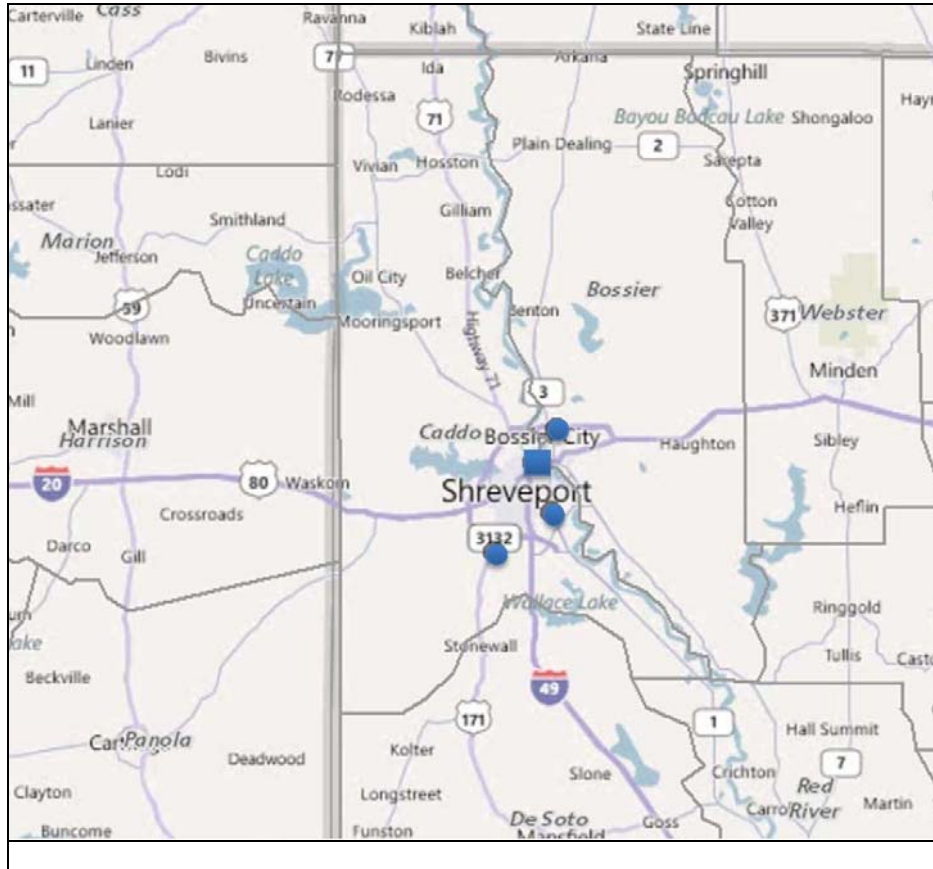 Carterville
Cass
Ravanna
Kiblah
State Line
11
Linden
Bivins
77
Ida
Arkana
Springhill
Rodessa
71
Bayou Bodcau Lake
Shongaloo
Lanier
Plain Dealing
2
Lodi
Vivian
Hosston
Sarepta
Cotton
Valley
Smithland
Gilliam
Marion
Jefferson
Caddo
Lake
Oil City
Belcher
Bossier
59
Uncertain
Mooringsport
Benton
371
Webster
Woodlawn
Highway 71
Minden
Mill
3
Marshall
Harrison
Caddo
Bossier City
Haughton
Sibley
20
80
Waskom
Shreveport
Heflin
Crossroads
3132
Darco
Gill
Wallace Lake
Ringgold
Stonewall
Tullis
Beckville
49
171
1
Hall Summit
Panola
Deadwood
Kolter
7
Slone
Crichton
Clayton
Longstreet
Red
River
Martin
De Soto
Mansfield
Goss
Buncome
Funston